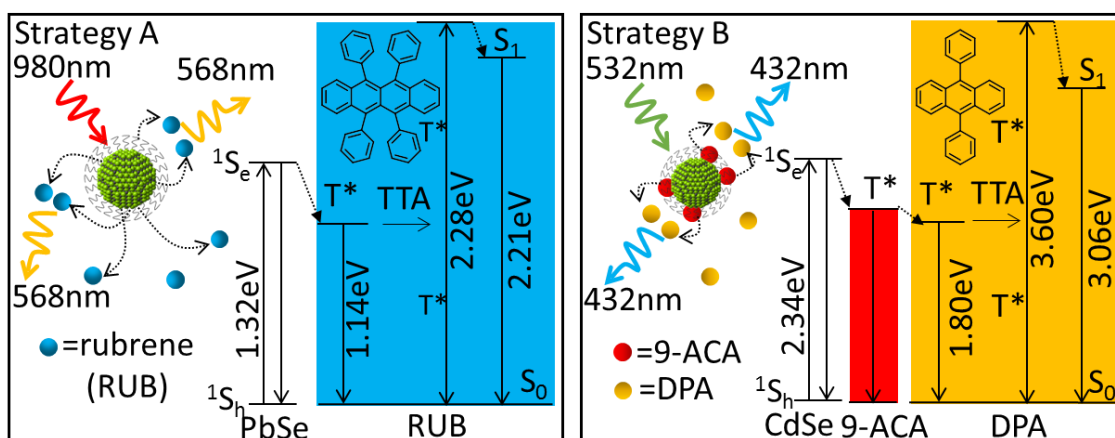 Strategy A
980nm
568nm
568nm
=rubrene
(RUB)
¹Sₑ
¹Sₕ
1.32eV
PbSe
T*
1.14eV
TTA
T*
T*
2.28eV
S₁
2.21eV
S₀
RUB
Strategy B
532nm
432nm
432nm
=9-ACA
=DPA
¹Sₑ
¹Sₕ
2.34eV
CdSe
T*
9-ACA
T*
1.80eV
TTA
T*
T*
3.60eV
S₁
3.06eV
S₀
DPA